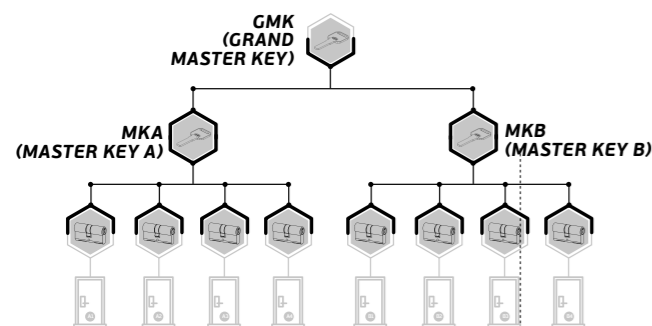 GMK
(GRAND
MASTER KEY)
MKA
(MASTER KEY A)
MKB
(MASTER KEY B)